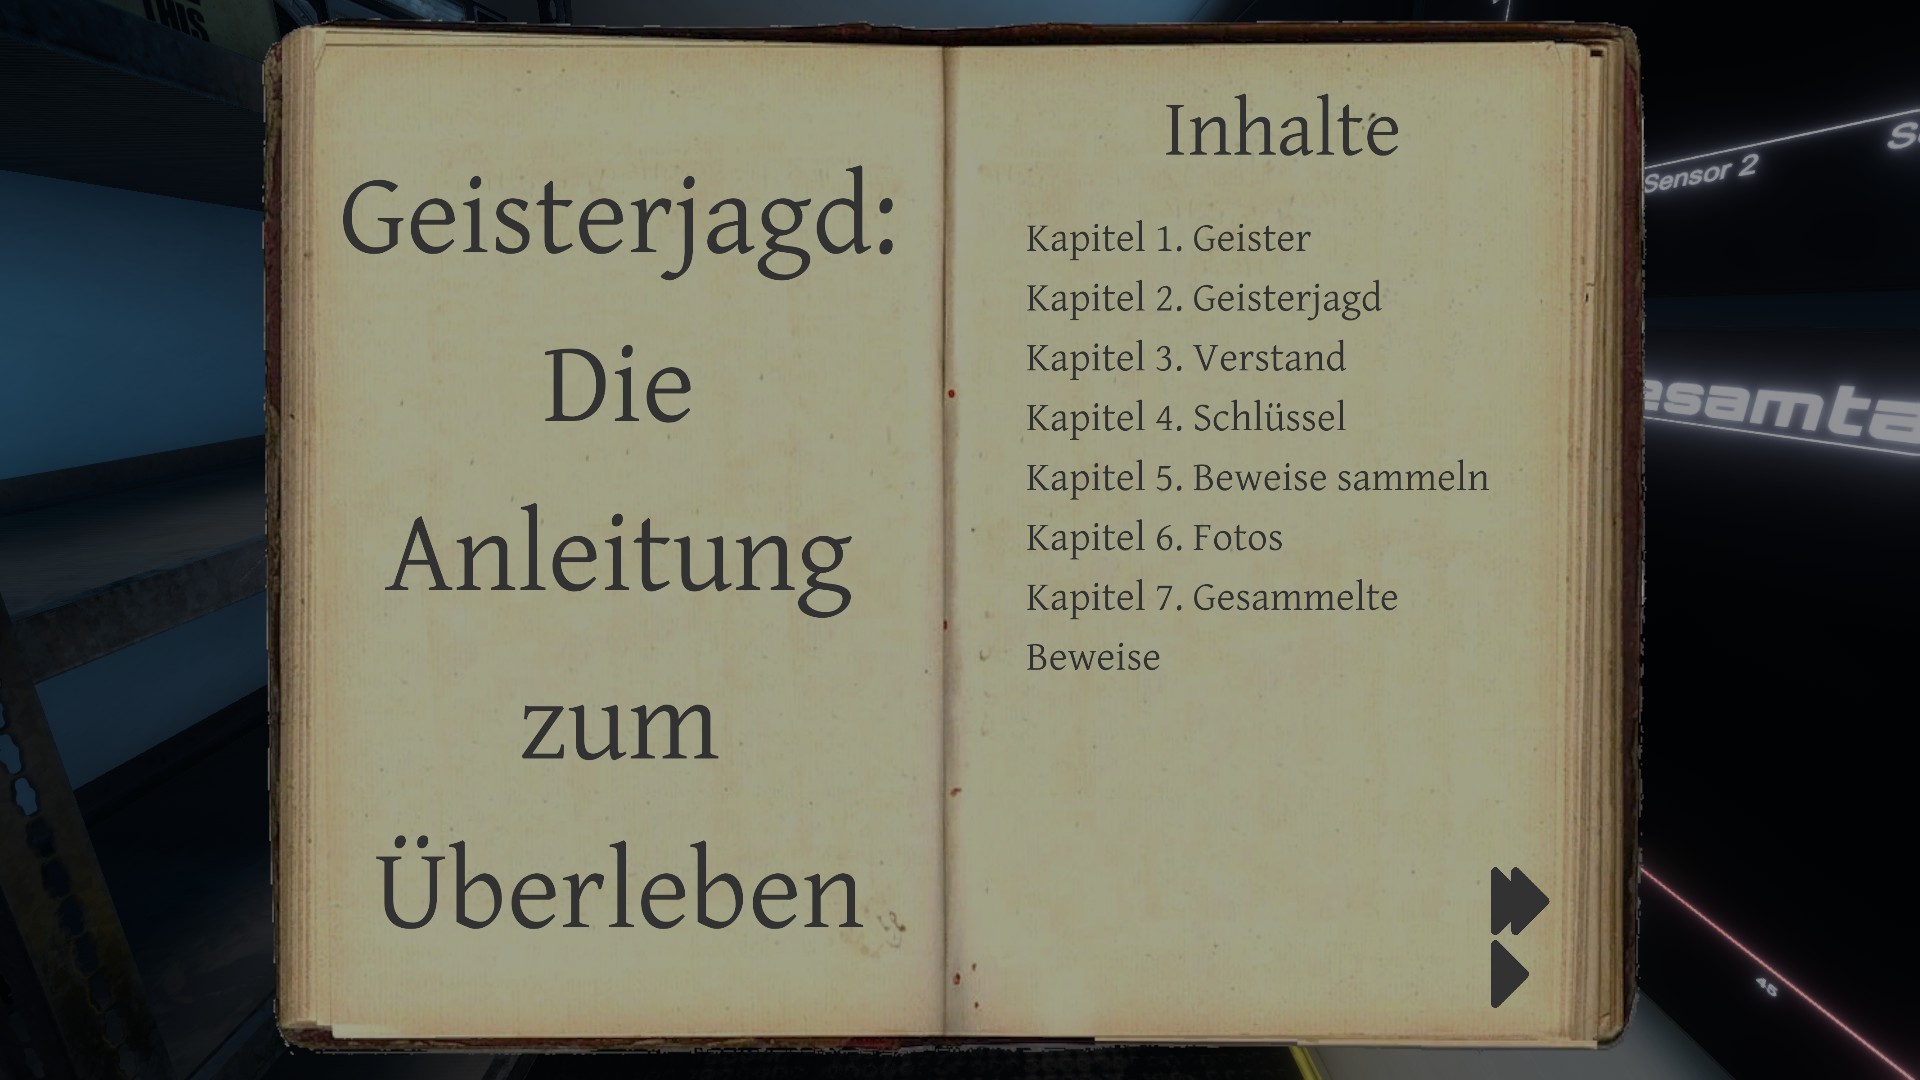 THIS
Geisterjagd:
Die
Anleitung
zum
Überleben
Inhalte
Kapitel 1. Geister
Kapitel 2. Geisterjagd
Kapitel 3. Verstand
Kapitel 4. Schlüssel
Kapitel 5. Beweise sammeln
Kapitel 6. Fotos
Kapitel 7. Gesammelte
Beweise
Sensor 2
45